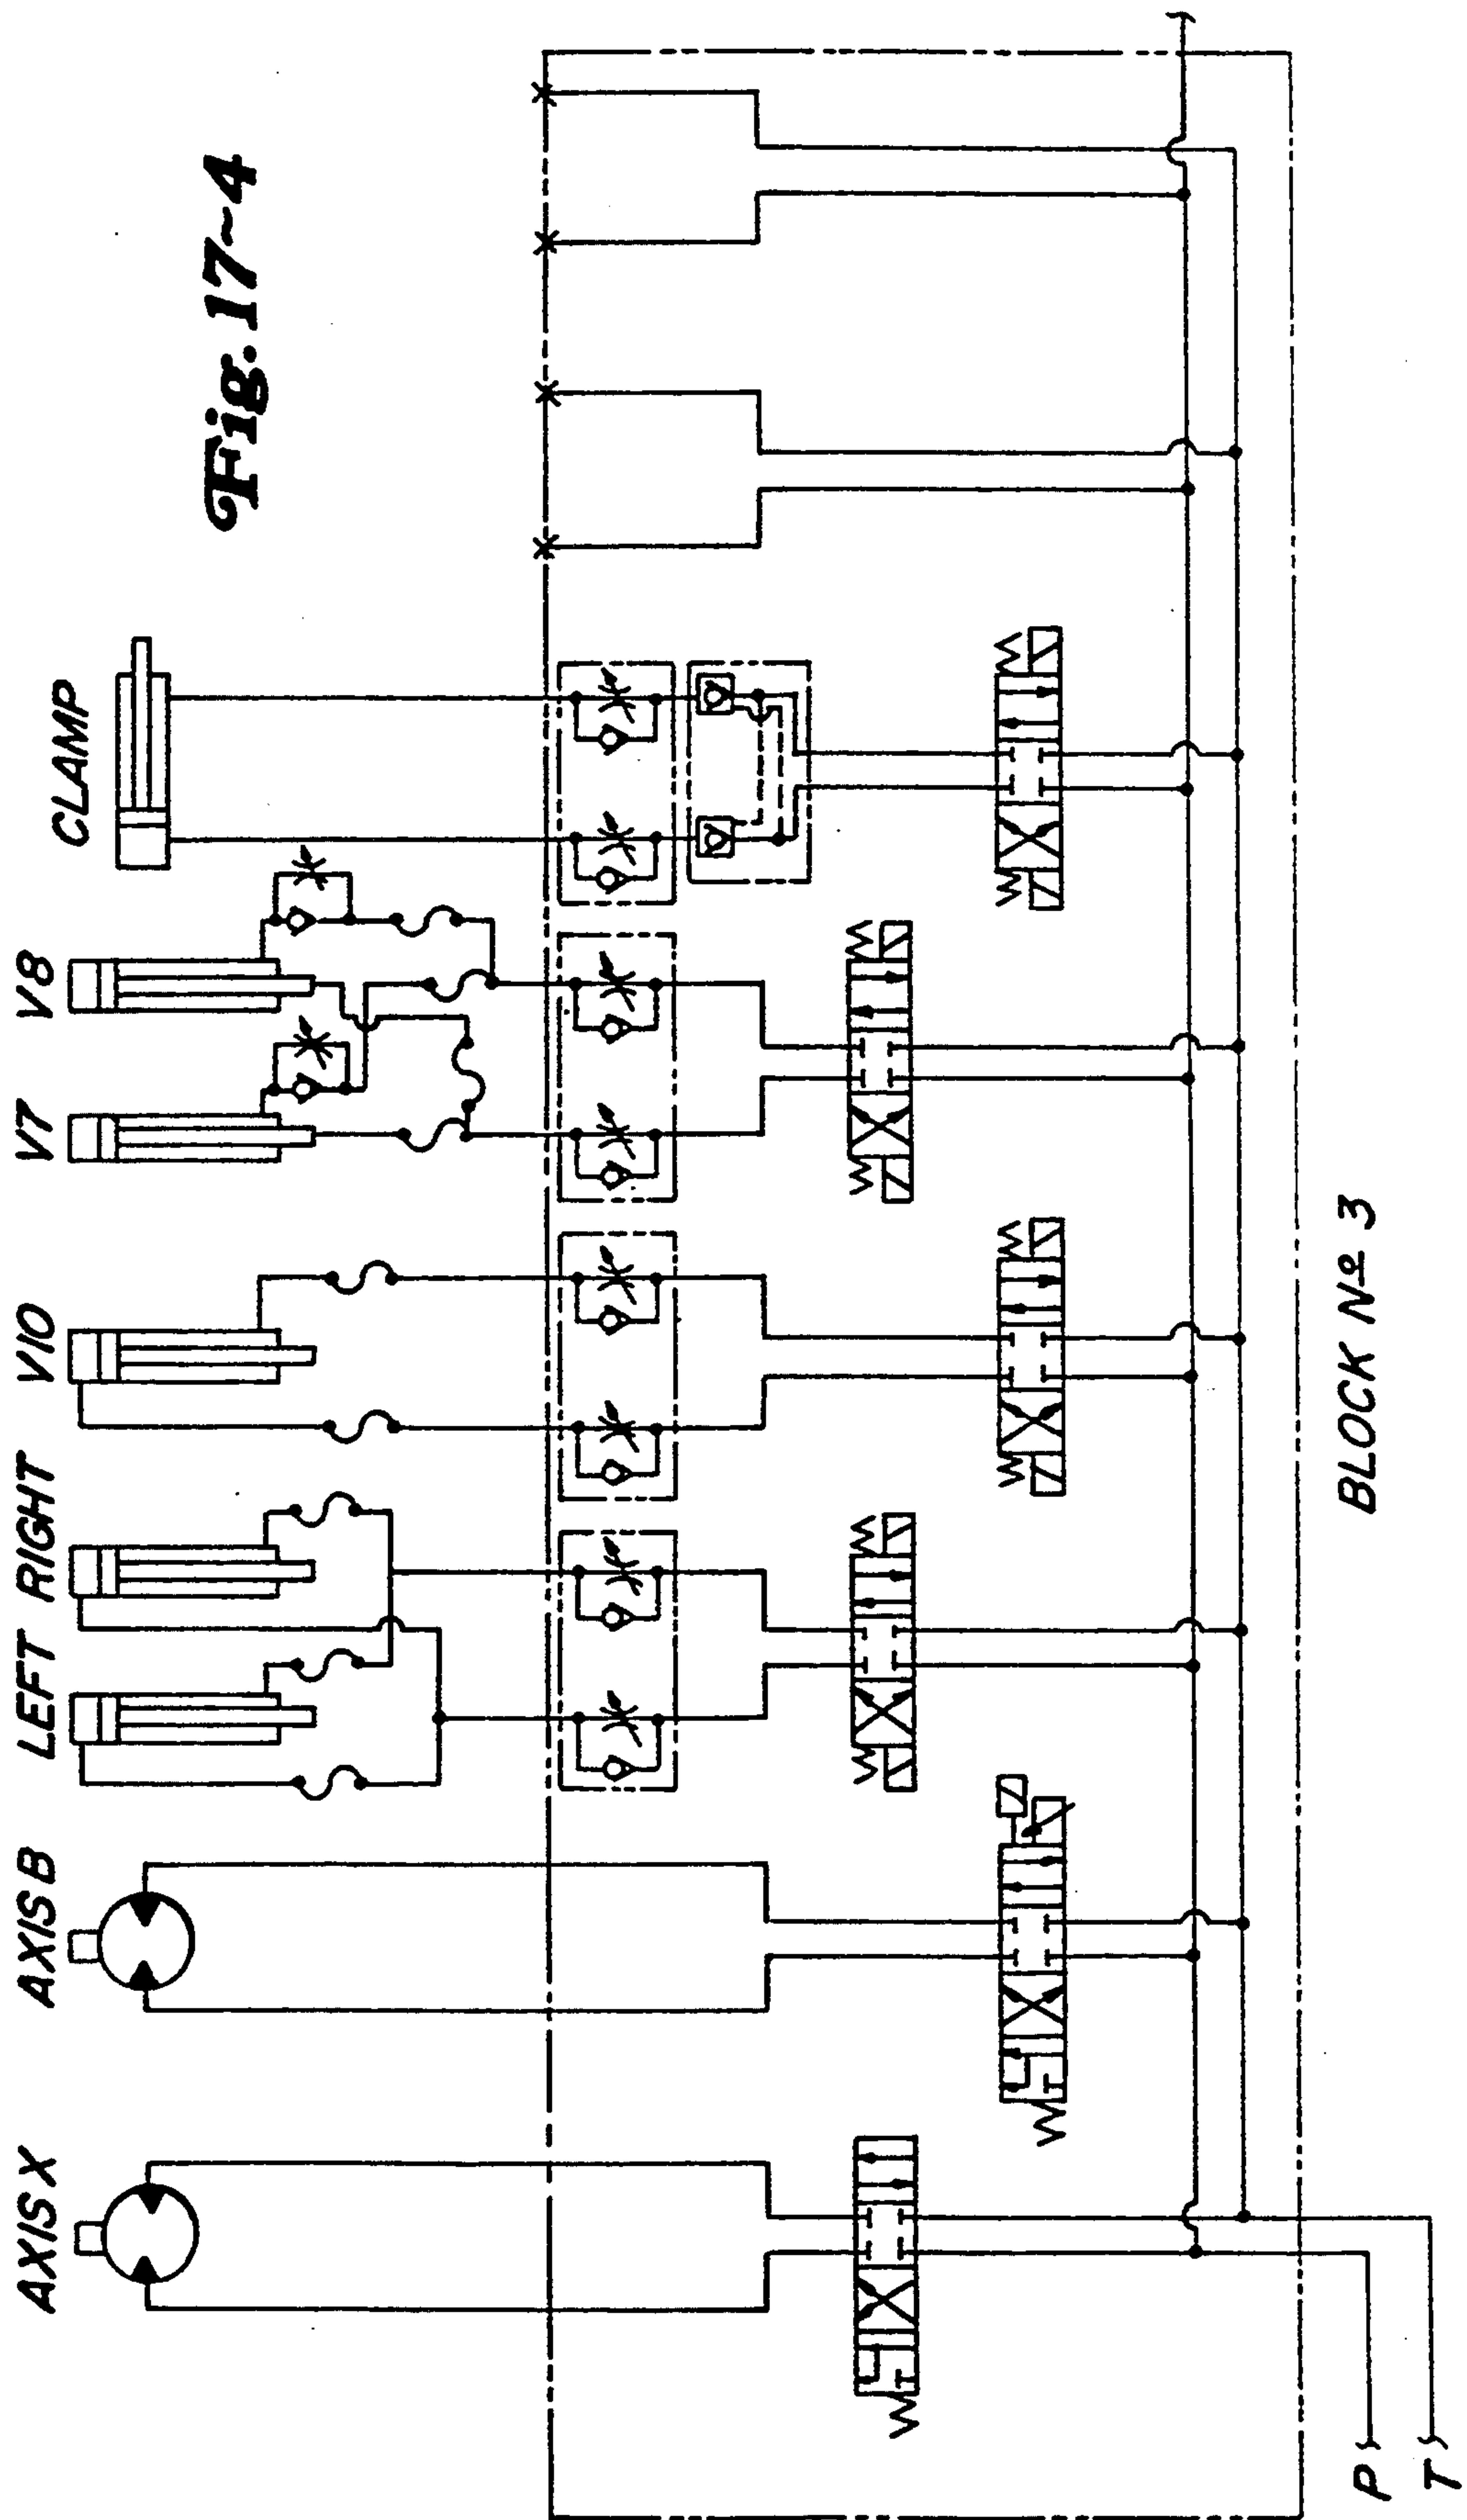 Fig. 17~4
AXIS X
AXIS B
LEFT RIGHT
V10
V7
V8
CLAMP
P
T
BLOCK Nº 3